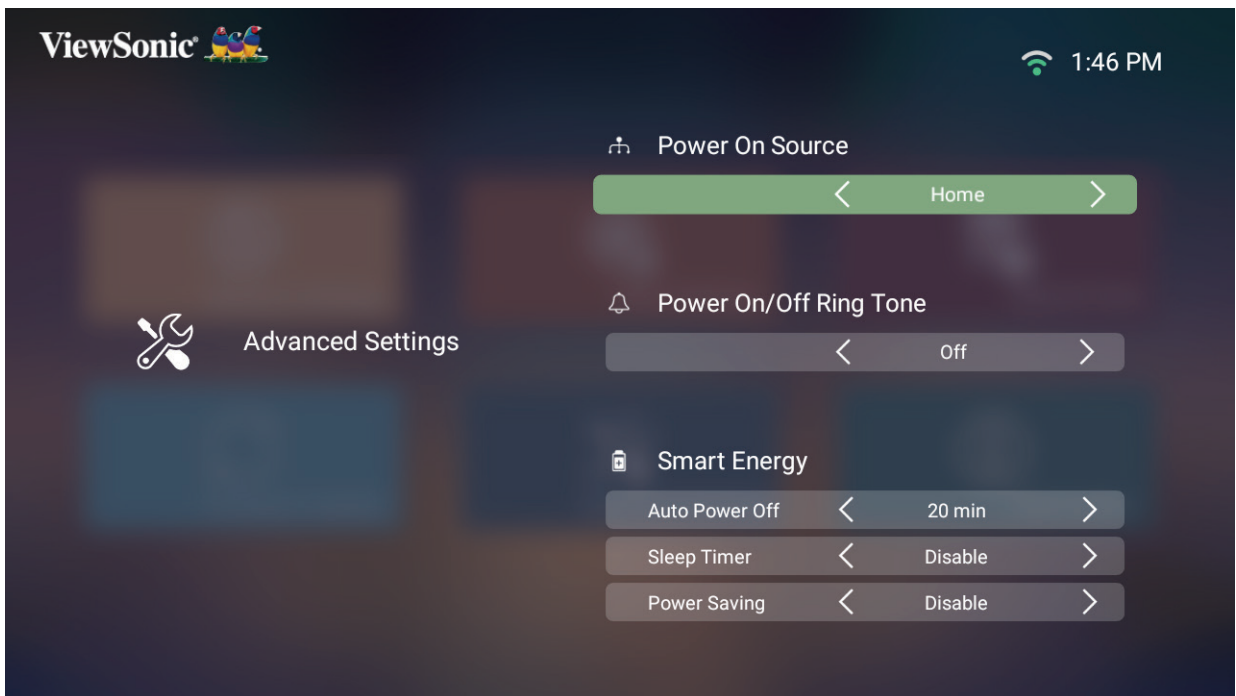 ViewSonic®
1:46 PM
Power On Source
Home
Power On/Off Ring Tone
Advanced Settings
Off
Smart Energy
Auto Power Off 20 min
Sleep Timer Disable
Power Saving Disable